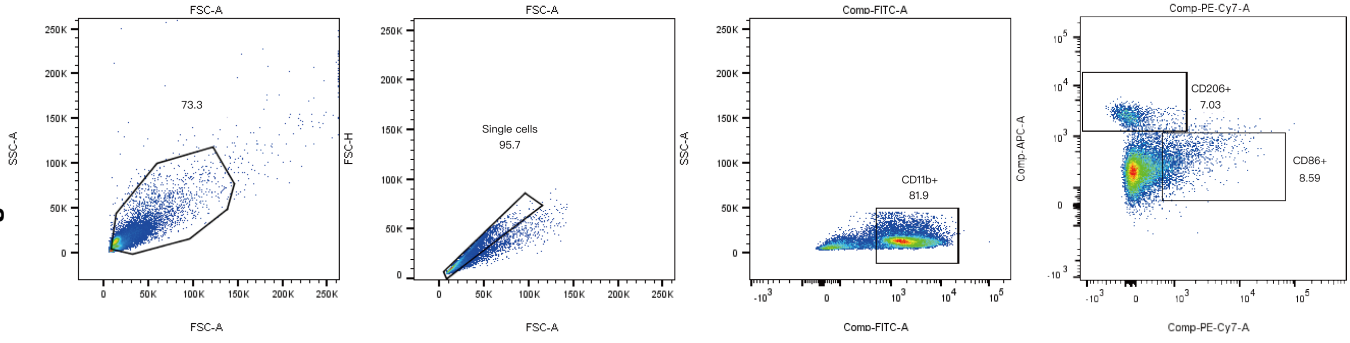 FSC-A
250K
200K
150K
100K
50K
0
SSC-A
73.3
0 50K 100K 150K 200K 250K
FSC-A
FSC-A
250K
200K
150K
100K
50K
0
FSC-H
Single cells
95.7
0 50K 100K 150K 200K 250K
FSC-A
Comp-FITC-A
250K
200K
150K
100K
50K
0
SSC-A
CD11b+
81.9
-10³ 0 10³ 10⁴ 10⁵
Comp-FITC-A
Comp-PE-Cy7-A
10⁵
10⁴
10³
0
-10³
Comp-APC-A
CD206+
7.03
CD86+
8.59
-10³ 0 10³ 10⁴ 10⁵
Comp-PE-Cy7-A